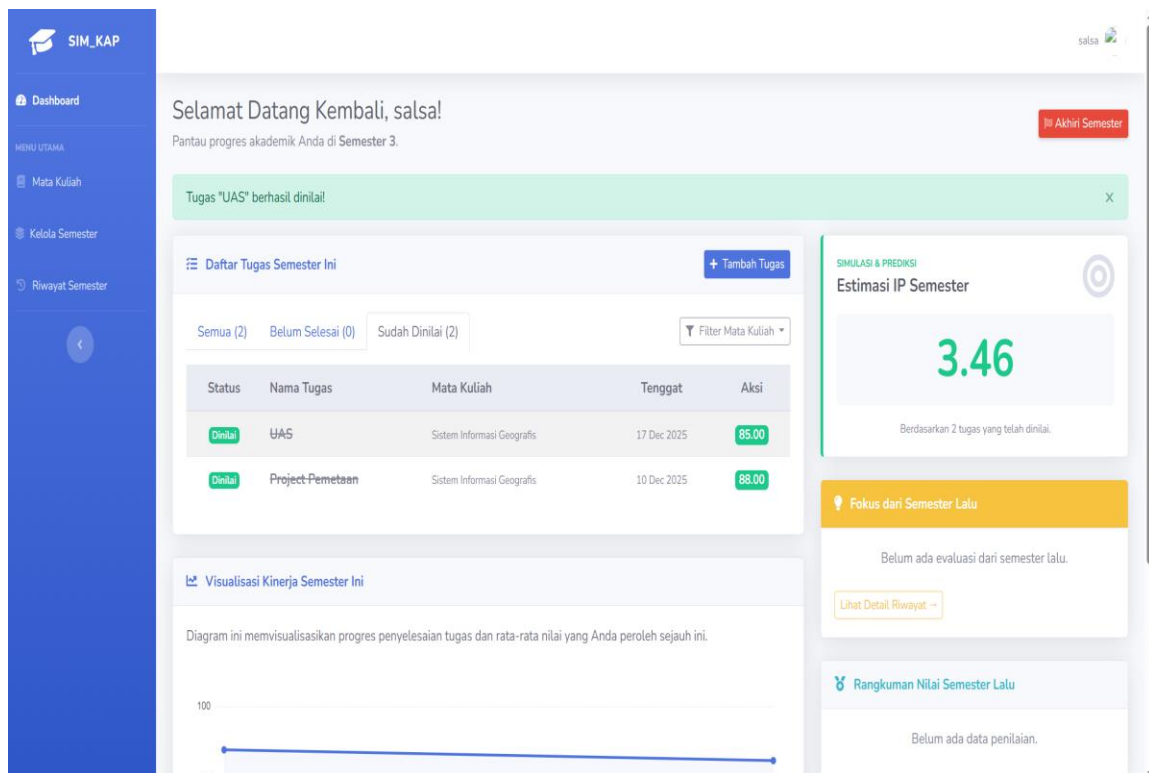 SIM_KAP
salsa
Dashboard
MENU UTAMA
Mata Kuliah
Kelola Semester
Riwayat Semester
Selamat Datang Kembali, salsa!
Pantau progres akademik Anda di Semester 3.
Akhiri Semester
Tugas "UAS" berhasil dinilai!
X
Daftar Tugas Semester Ini
+ Tambah Tugas
Semua (2) Belum Selesai (0) Sudah Dinilai (2)
Filter Mata Kuliah
Status Nama Tugas Mata Kuliah Tenggat Aksi
Dinilai UAS Sistem Informasi Geografis 17 Dec 2025 85.00
Dinilai Project Pemetaan Sistem Informasi Geografis 10 Dec 2025 88.00
SIMULASI & PREDIKSI
Estimasi IP Semester
3.46
Berdasarkan 2 tugas yang telah dinilai.
Fokus dari Semester Lalu
Belum ada evaluasi dari semester lalu.
Lihat Detail Riwayat →
Visualisasi Kinerja Semester Ini
Diagram ini memvisualisasikan progres penyelesaian tugas dan rata-rata nilai yang Anda peroleh sejauh ini.
100
Rangkuman Nilai Semester Lalu
Belum ada data penilaian.